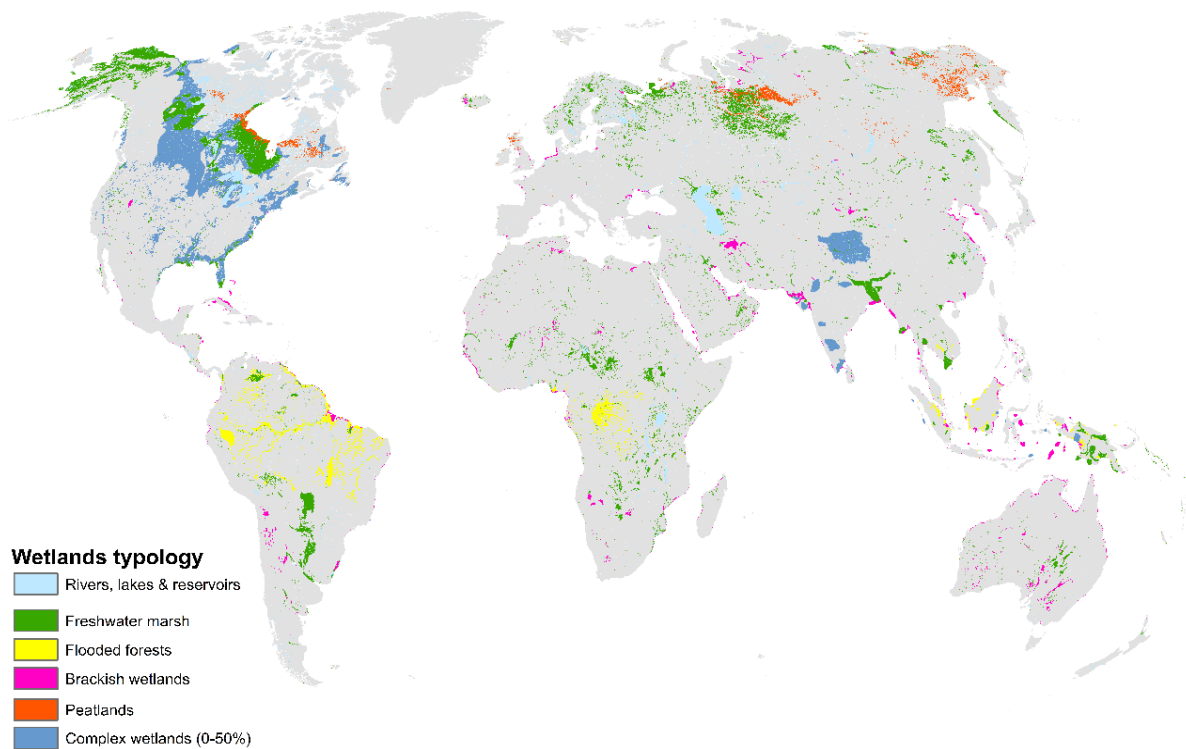 Wetlands typology
Rivers, lakes & reservoirs
Freshwater marsh
Flooded forests
Brackish wetlands
Peatlands
Complex wetlands (0-50%)